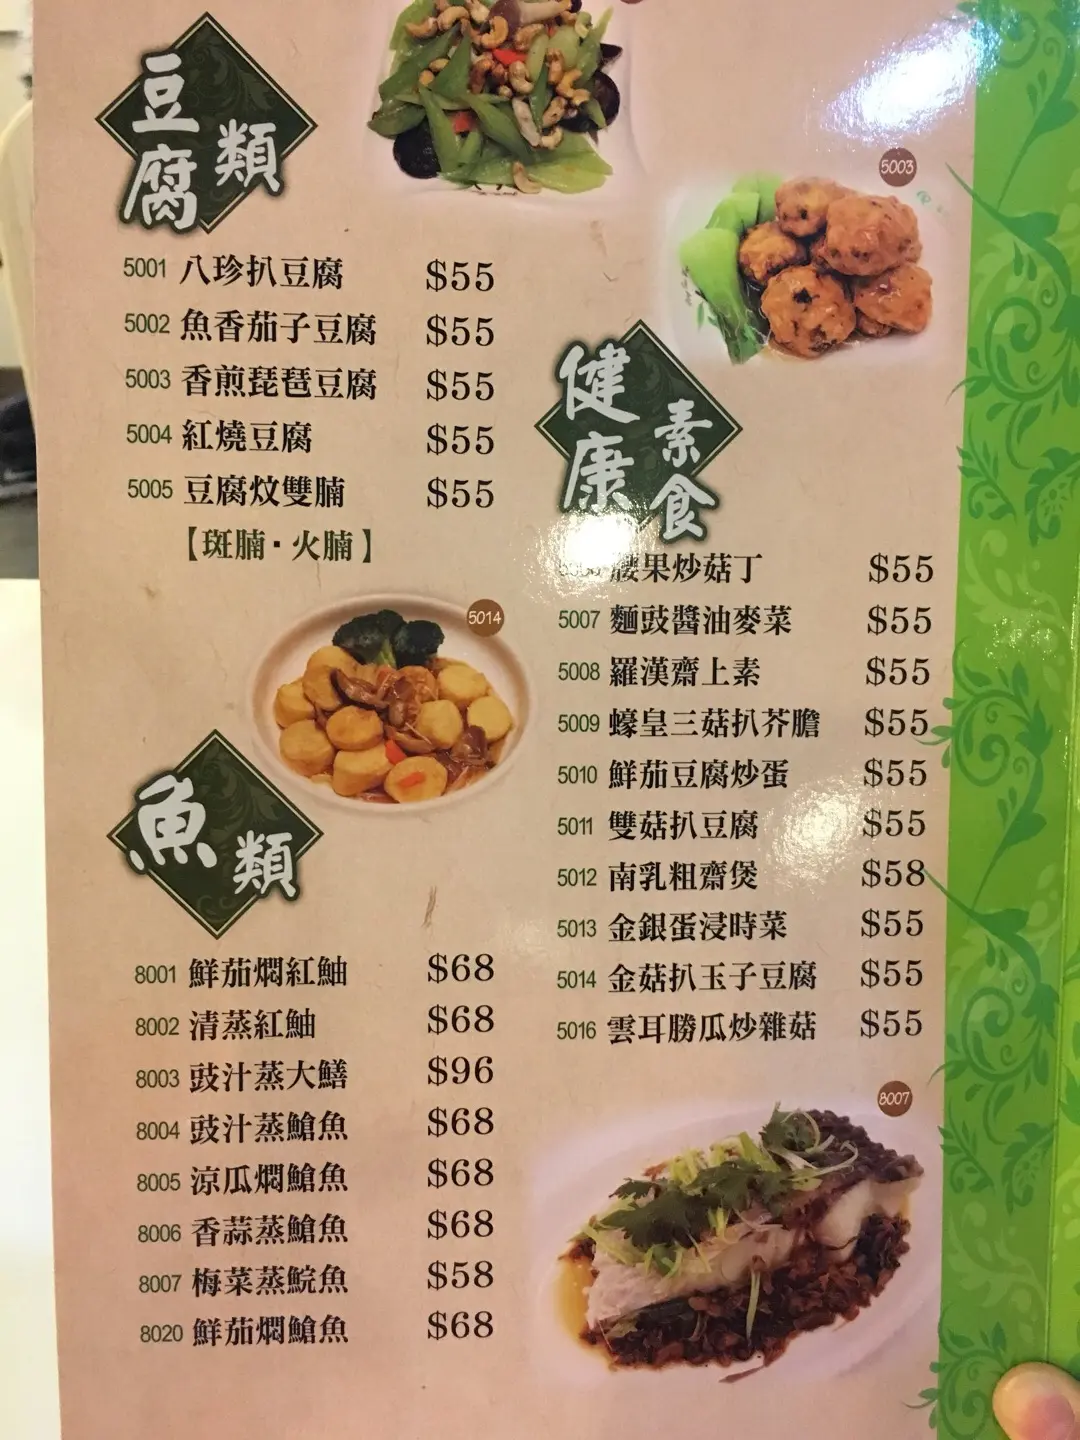 豆腐類
5001 八珍扒豆腐 $55
5002 魚香茄子豆腐 $55
5003 香煎琵琶豆腐 $55
5004 紅燒豆腐 $55
5005 豆腐炆雙腩 $55
【斑腩·火腩】
5003
健康素食
腰果炒菇丁 $55
5007 麵豉醬油麥菜 $55
5008 羅漢齋上素 $55
5009 蠔皇三菇扒芥膽 $55
5010 鮮茄豆腐炒蛋 $55
5011 雙菇扒豆腐 $55
5012 南乳粗齋煲 $58
5013 金銀蛋浸時菜 $55
5014 金菇扒玉子豆腐 $55
5016 雲耳勝瓜炒雜菇 $55
5014
魚類
8001 鮮茄燜紅鮋 $68
8002 清蒸紅鮋 $68
8003 豉汁蒸大鱔 $96
8004 豉汁蒸鯧魚 $68
8005 涼瓜燜鯧魚 $68
8006 香蒜蒸鯧魚 $68
8007 梅菜蒸鯇魚 $58
8020 鮮茄燜鯧魚 $68
8007